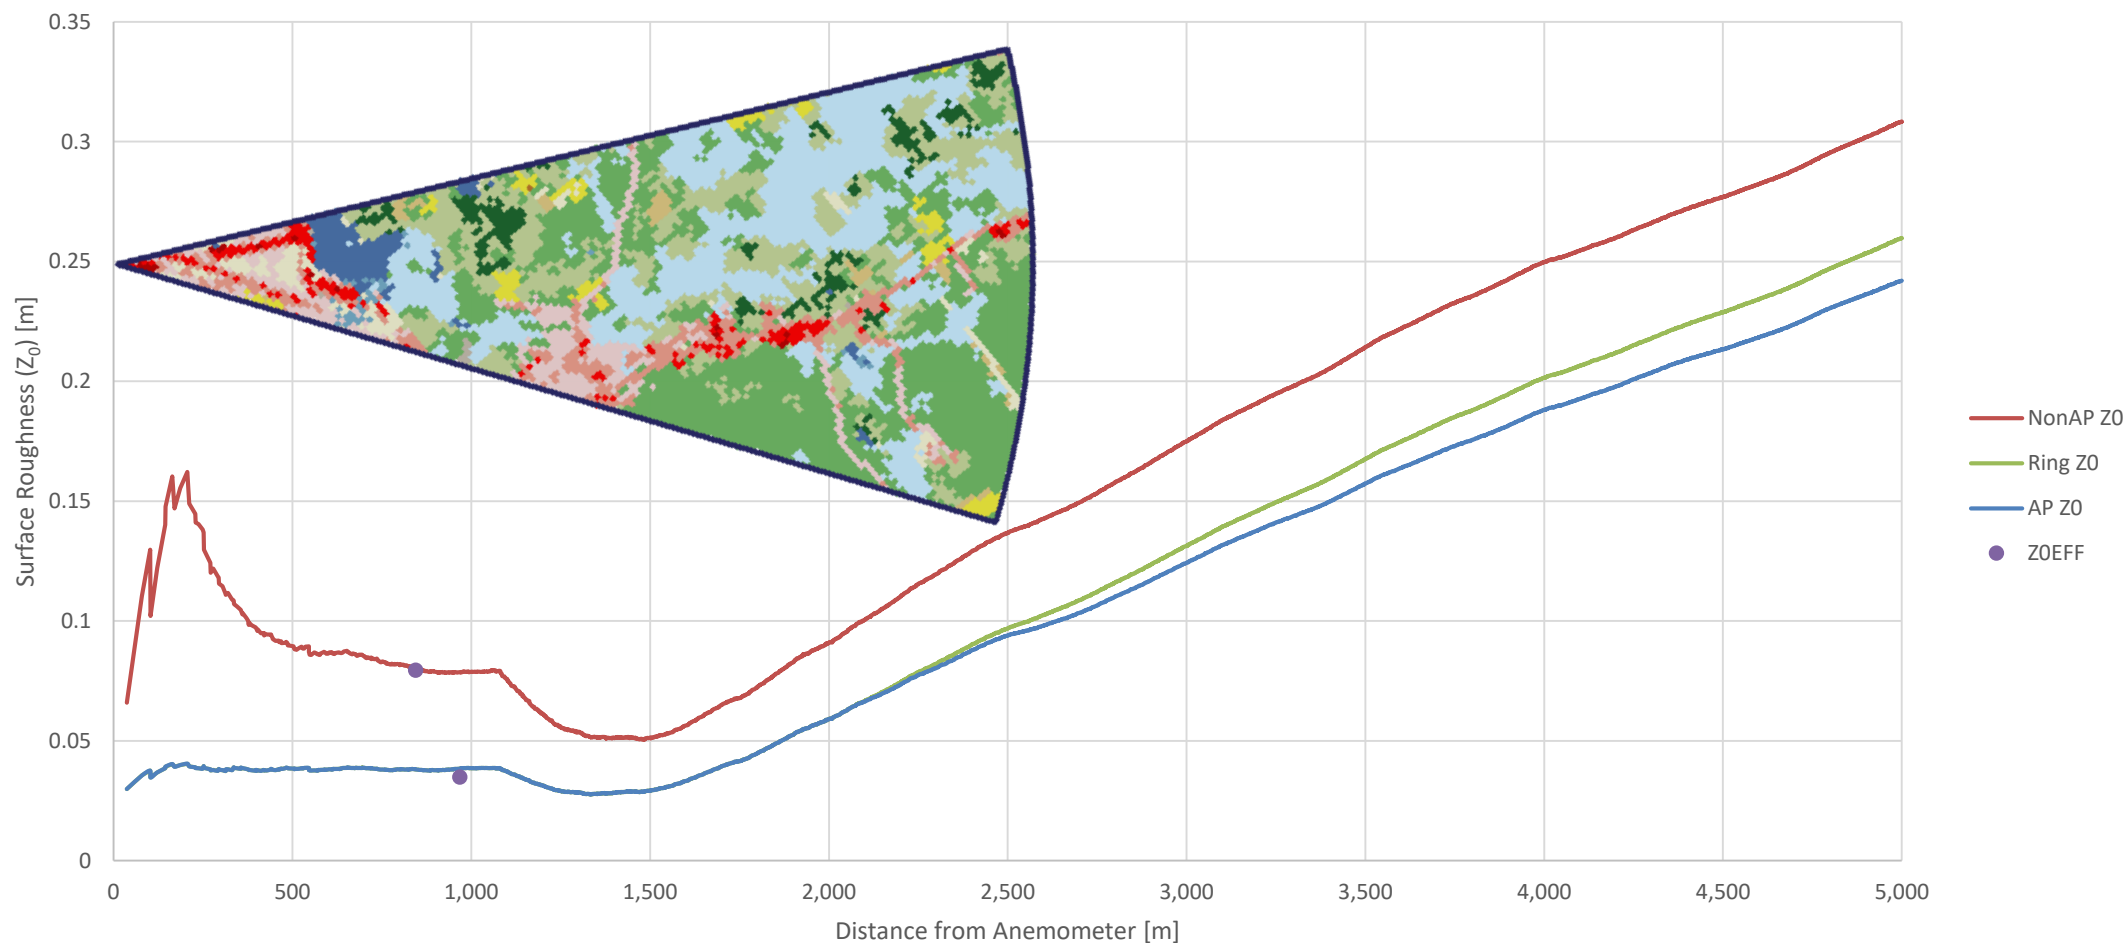 0.35
0.3
0.25
0.2
0.15
0.1
0.05
0
Surface Roughness (Z0) [m]
0 500 1,000 1,500 2,000 2,500 3,000 3,500 4,000 4,500 5,000
Distance from Anemometer [m]
NonAP Z0
Ring Z0
AP Z0
Z0EFF